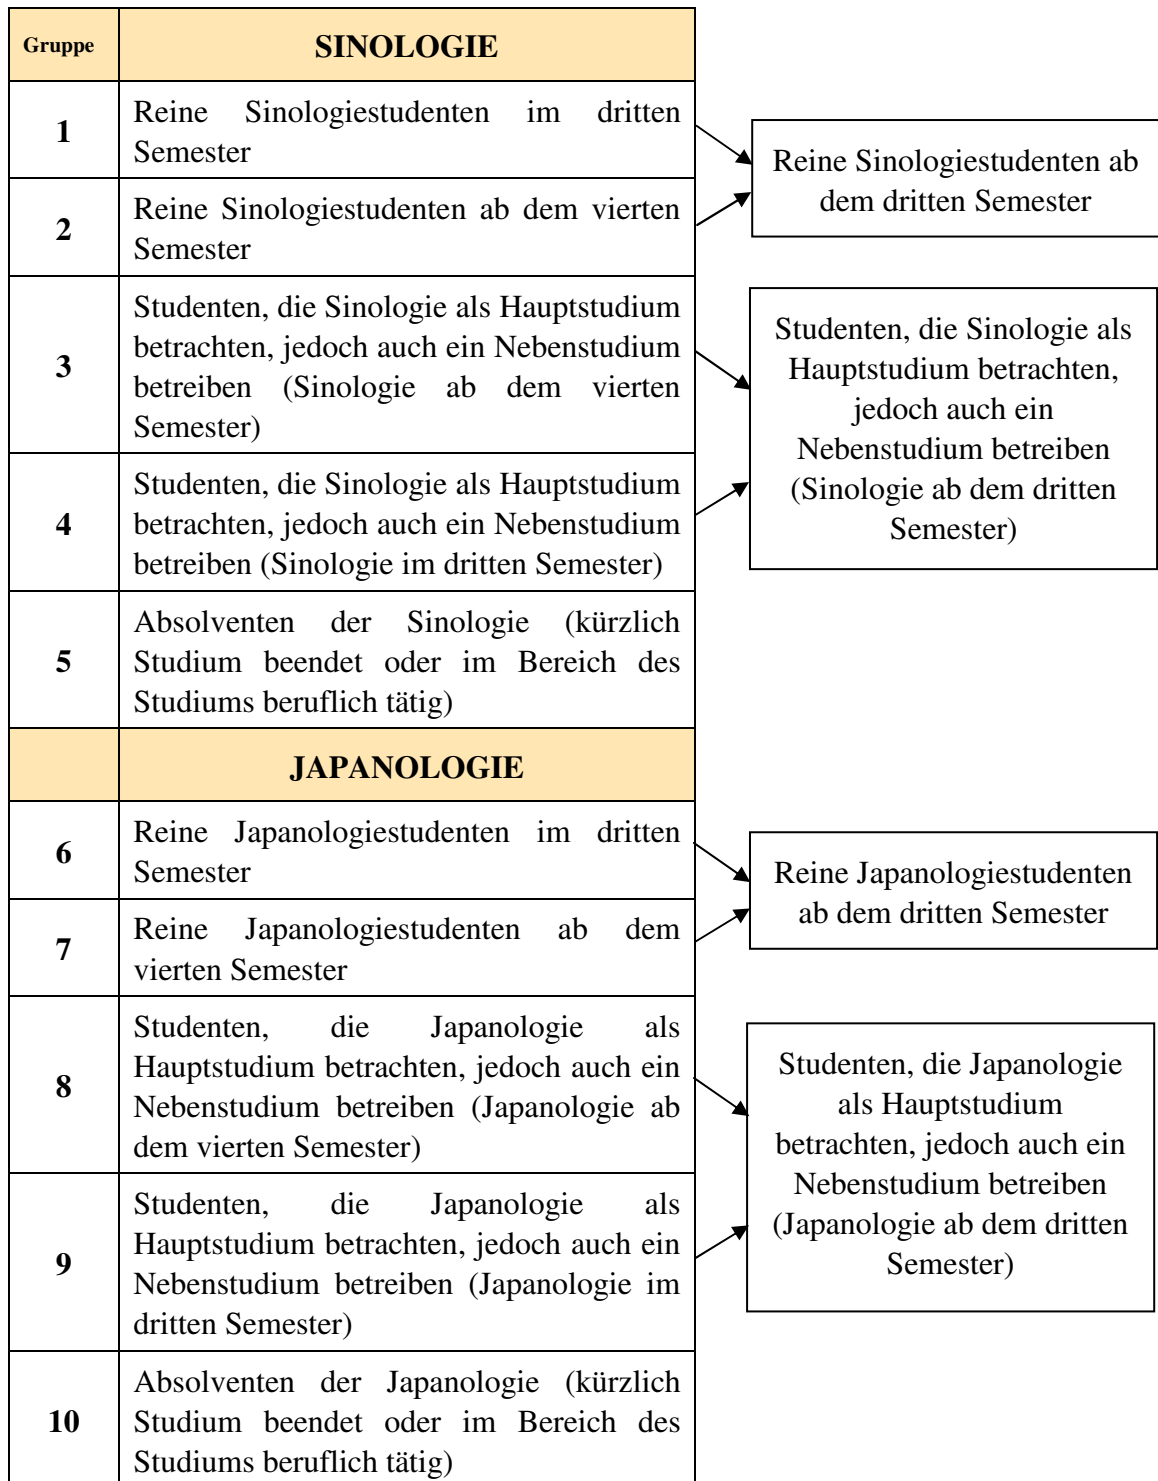 Gruppe
SINOLOGIE
1
Reine Sinologiestudenten im dritten
Semester
2
Reine Sinologiestudenten ab dem vierten
Semester
Reine Sinologiestudenten ab
dem dritten Semester
3
Studenten, die Sinologie als Hauptstudium
betrachten, jedoch auch ein Nebenstudium
betreiben (Sinologie ab dem vierten
Semester)
4
Studenten, die Sinologie als Hauptstudium
betrachten, jedoch auch ein Nebenstudium
betreiben (Sinologie im dritten Semester)
Studenten, die Sinologie als
Hauptstudium betrachten,
jedoch auch ein
Nebenstudium betreiben
(Sinologie ab dem dritten
Semester)
5
Absolventen der Sinologie (kürzlich
Studium beendet oder im Bereich des
Studiums beruflich tätig)
JAPANOLOGIE
6
Reine Japanologiestudenten im dritten
Semester
7
Reine Japanologiestudenten ab dem
vierten Semester
Reine Japanologiestudenten
ab dem dritten Semester
8
Studenten, die Japanologie als
Hauptstudium betrachten, jedoch auch ein
Nebenstudium betreiben (Japanologie ab
dem vierten Semester)
9
Studenten, die Japanologie als
Hauptstudium betrachten, jedoch auch ein
Nebenstudium betreiben (Japanologie im
dritten Semester)
Studenten, die Japanologie
als Hauptstudium
betrachten, jedoch auch ein
Nebenstudium betreiben
(Japanologie ab dem dritten
Semester)
10
Absolventen der Japanologie (kürzlich
Studium beendet oder im Bereich des
Studiums beruflich tätig)